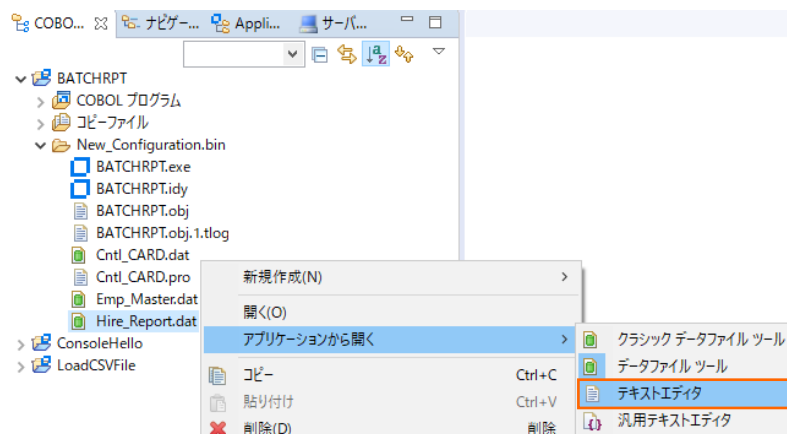 COBO... ナビゲー... Appli... サーバ...
BATCHRPT
COBOL プログラム
コピーファイル
New_Configuration.bin
BATCHRPT.exe
BATCHRPT.idy
BATCHRPT.obj
BATCHRPT.obj.1.tlog
Cntl_CARD.dat
Cntl_CARD.pro
Emp_Master.dat
Hire_Report.dat
ConsoleHello
LoadCSVFile
新規作成(N)
開く(O)
アプリケーションから開く
コピー Ctrl+C
貼り付け Ctrl+V
削除(D) 削除
クラシック データファイル ツール
データファイル ツール
テキストエディタ
汎用テキストエディタ